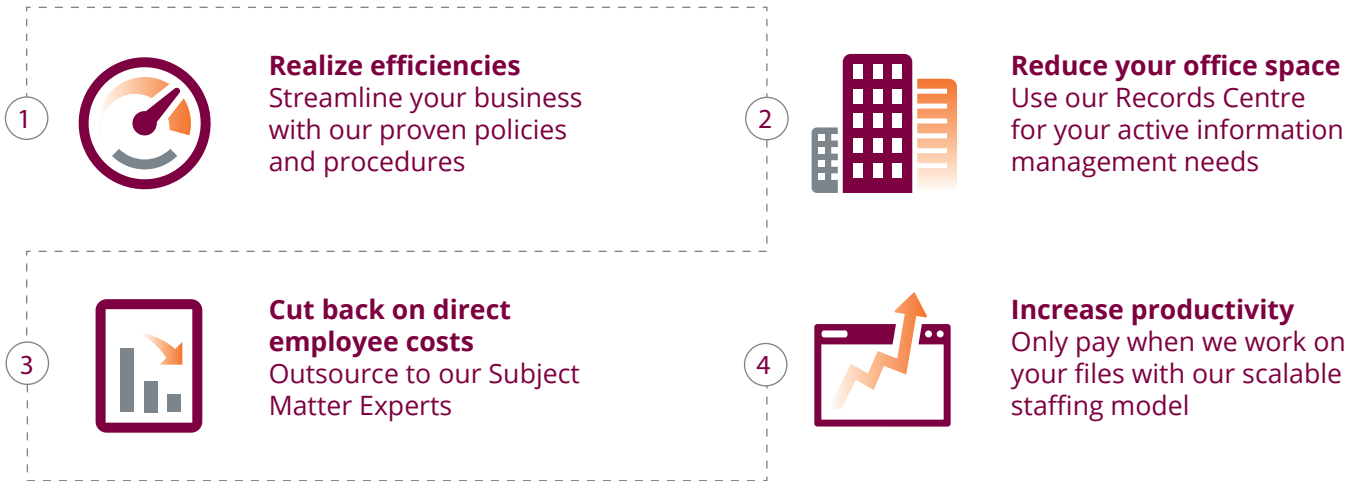 1
Realize efficiencies
Streamline your business
with our proven policies
and procedures
2
Reduce your office space
Use our Records Centre
for your active information
management needs
3
Cut back on direct
employee costs
Outsource to our Subject
Matter Experts
4
Increase productivity
Only pay when we work on
your files with our scalable
staffing model